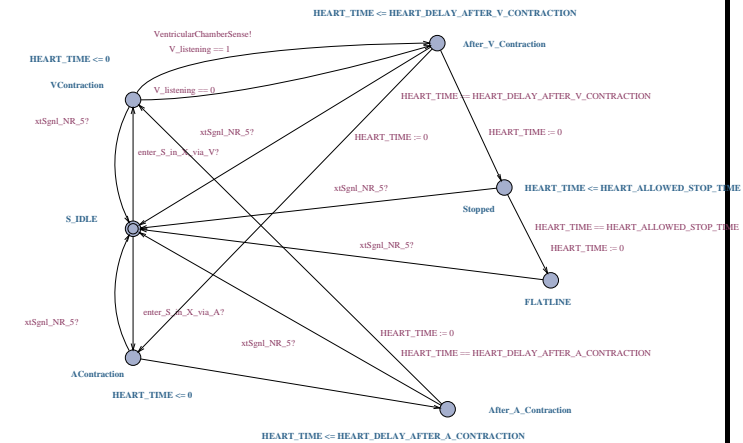 HEART_TIME <= HEART_DELAY_AFTER_V_CONTRACTION
VentricularChamberSense!
V_listening == 1
After_V_Contraction
HEART_TIME <= 0
VContraction
V_listening == 0
HEART_TIME == HEART_DELAY_AFTER_V_CONTRACTION
xtSgnl_NR_5?
xtSgnl_NR_5?
HEART_TIME := 0
HEART_TIME := 0
enter_S_in_X_via_V?
xtSgnl_NR_5?
HEART_TIME <= HEART_ALLOWED_STOP_TIME
Stopped
S_IDLE
HEART_TIME == HEART_ALLOWED_STOP_TIME
xtSgnl_NR_5?
HEART_TIME := 0
FLATLINE
enter_S_in_X_via_A?
xtSgnl_NR_5?
HEART_TIME := 0
xtSgnl_NR_5?
HEART_TIME == HEART_DELAY_AFTER_A_CONTRACTION
AContraction
HEART_TIME <= 0
After_A_Contraction
HEART_TIME <= HEART_DELAY_AFTER_A_CONTRACTION